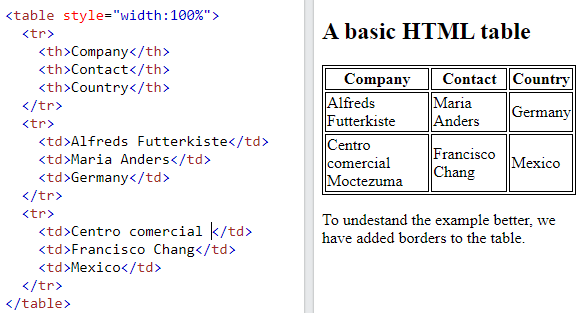 <table style="width:100%">
  <tr>
    <th>Company</th>
    <th>Contact</th>
    <th>Country</th>
  </tr>
  <tr>
    <td>Alfreds Futterkiste</td>
    <td>Maria Anders</td>
    <td>Germany</td>
  </tr>
  <tr>
    <td>Centro comercial </td>
    <td>Francisco Chang</td>
    <td>Mexico</td>
  </tr>
</table>
A basic HTML table
Company Contact Country
Alfreds Futterkiste Maria Anders Germany
Centro comercial Moctezuma Francisco Chang Mexico
To undestand the example better, we
have added borders to the table.